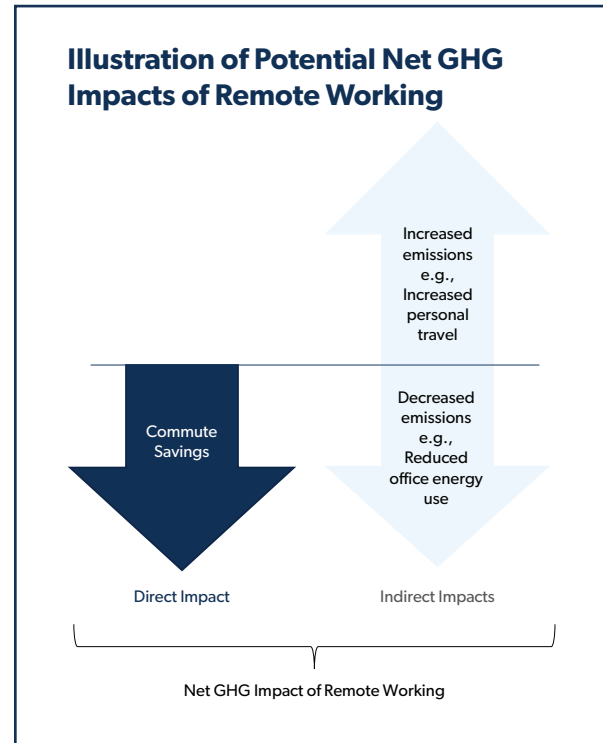 Illustration of Potential Net GHG
Impacts of Remote Working
Increased
emissions
e.g.,
Increased
personal
travel
Commute
Savings
Decreased
emissions
e.g.,
Reduced
office energy
use
Direct Impact
Indirect Impacts
Net GHG Impact of Remote Working